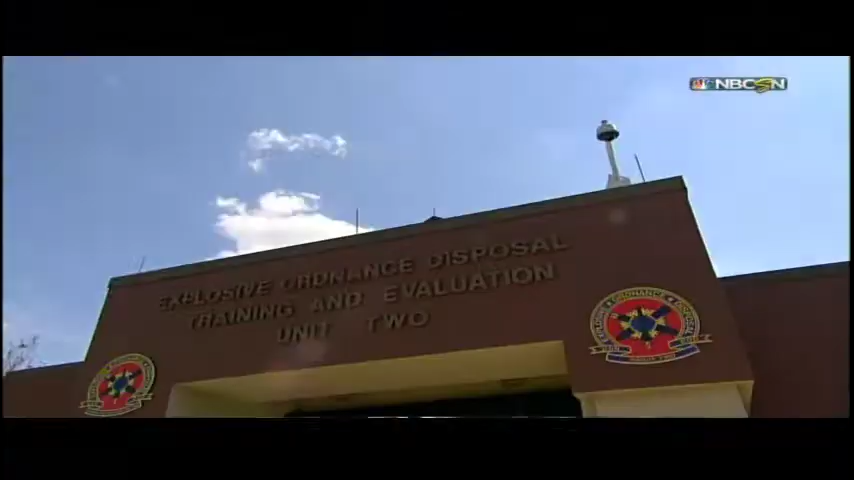 NBCSN
EXPLOSIVE ORDNANCE DISPOSAL
TRAINING AND EVALUATION
UNIT TWO